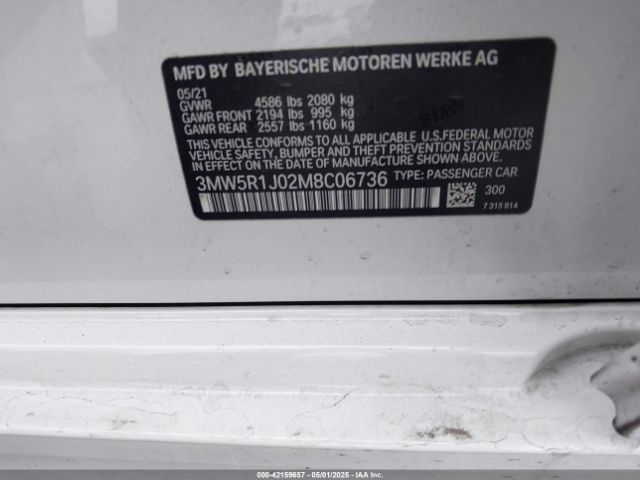 MFD BY BAYERISCHE MOTOREN WERKE AG
05/21
GVWR 4586 lbs 2080 kg
GAWR FRONT 2194 lbs 995 kg
GAWR REAR 2557 lbs 1160 kg
THIS VEHICLE CONFORMS TO ALL APPLICABLE U.S.FEDERAL MOTOR
VEHICLE SAFETY, BUMPER, AND THEFT PREVENTION STANDARDS
IN EFFECT ON THE DATE OF MANUFACTURE SHOWN ABOVE.
3MW5R1J02M8C06736 TYPE: PASSENGER CAR
300
7 315 814
000-42159657 - 05/01/2025 - IAA Inc.